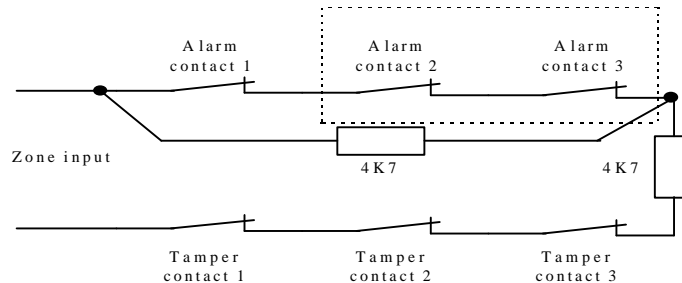 Alarm
contact 1
Alarm
contact 2
Alarm
contact 3
Zone input
4K7
4K7
Tamper
contact 1
Tamper
contact 2
Tamper
contact 3